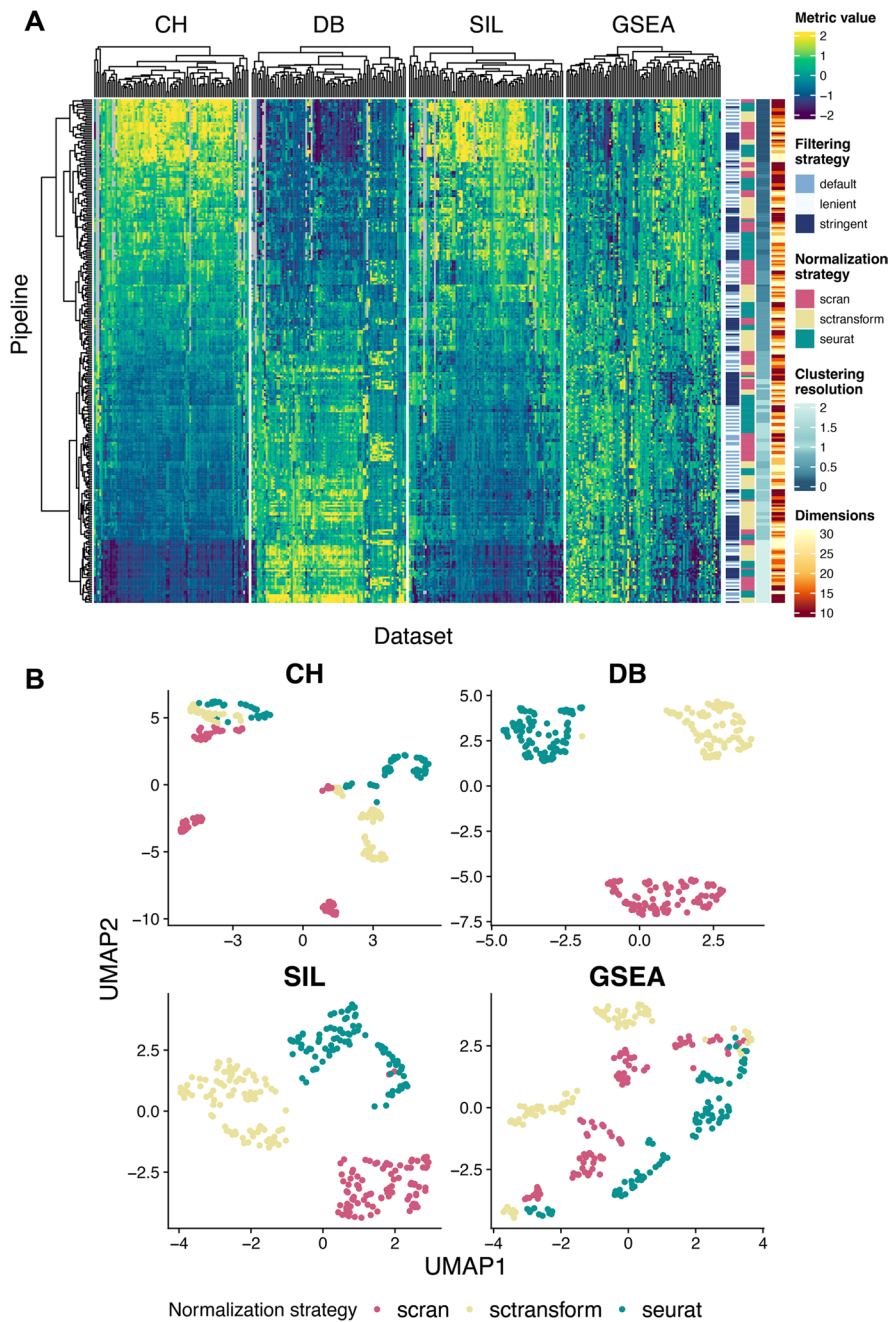 A
CH DB SIL GSEA
Pipeline
Dataset
Metric value
2
1
0
−1
−2
Filtering
strategy
default
lenient
stringent
Normalization
strategy
scran
sctransform
seurat
Clustering
resolution
2
1.5
1
0.5
0
Dimensions
30
25
20
15
10
B
CH
5
0
−5
−10
−3 0 3
DB
5.0
2.5
0.0
−2.5
−5.0
−7.5
−5.0 −2.5 0.0 2.5
UMAP2
SIL
2.5
0.0
−2.5
−4 −2 0 2
GSEA
2.5
0.0
−2.5
−4 −2 0 2 4
UMAP1
Normalization strategy scran sctransform seurat